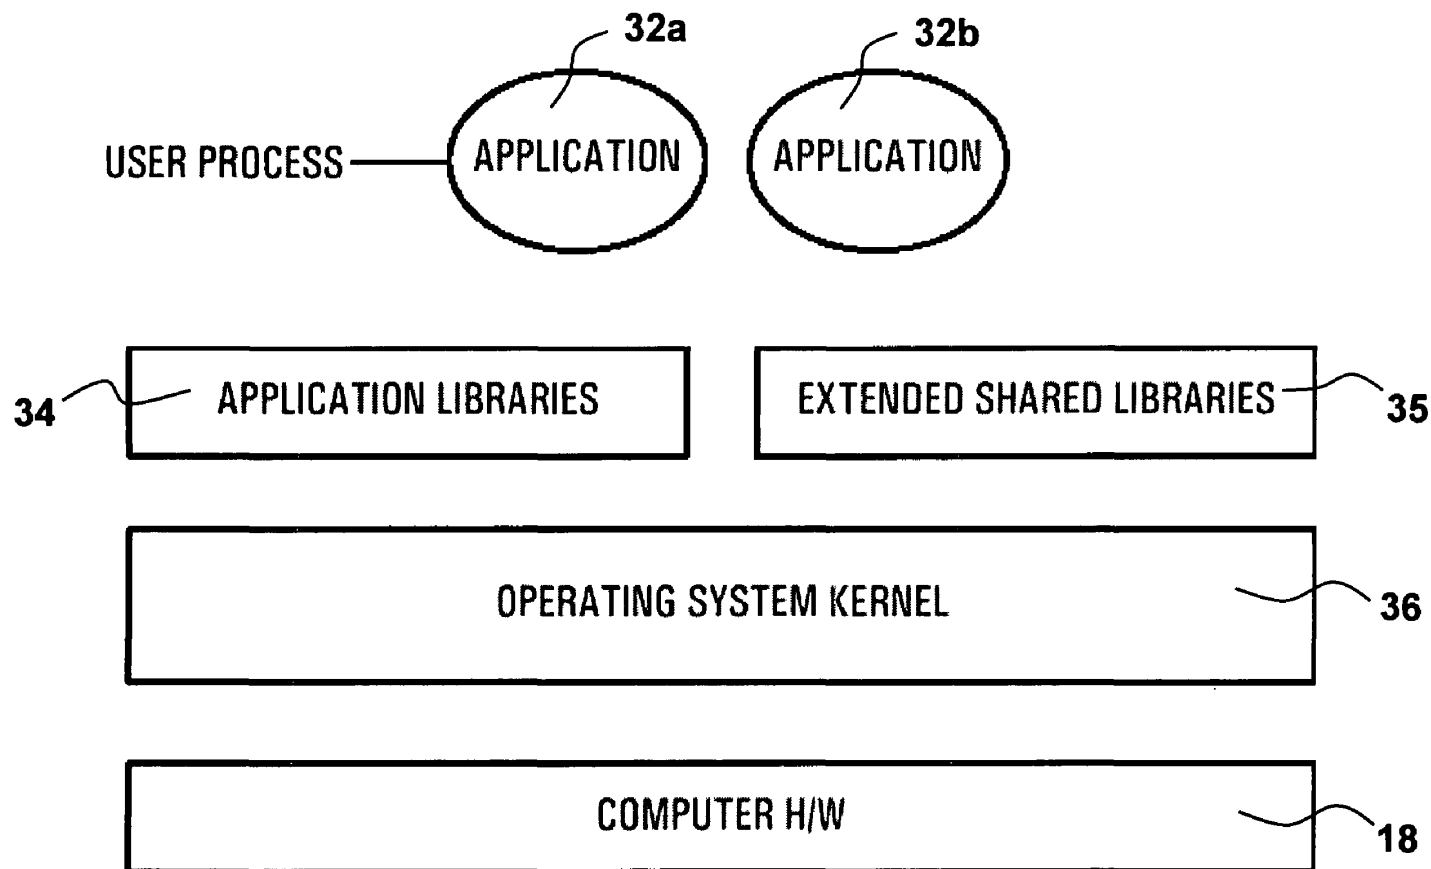 32a
32b
USER PROCESS
APPLICATION
APPLICATION
34
APPLICATION LIBRARIES
EXTENDED SHARED LIBRARIES
35
OPERATING SYSTEM KERNEL
36
COMPUTER H/W
18